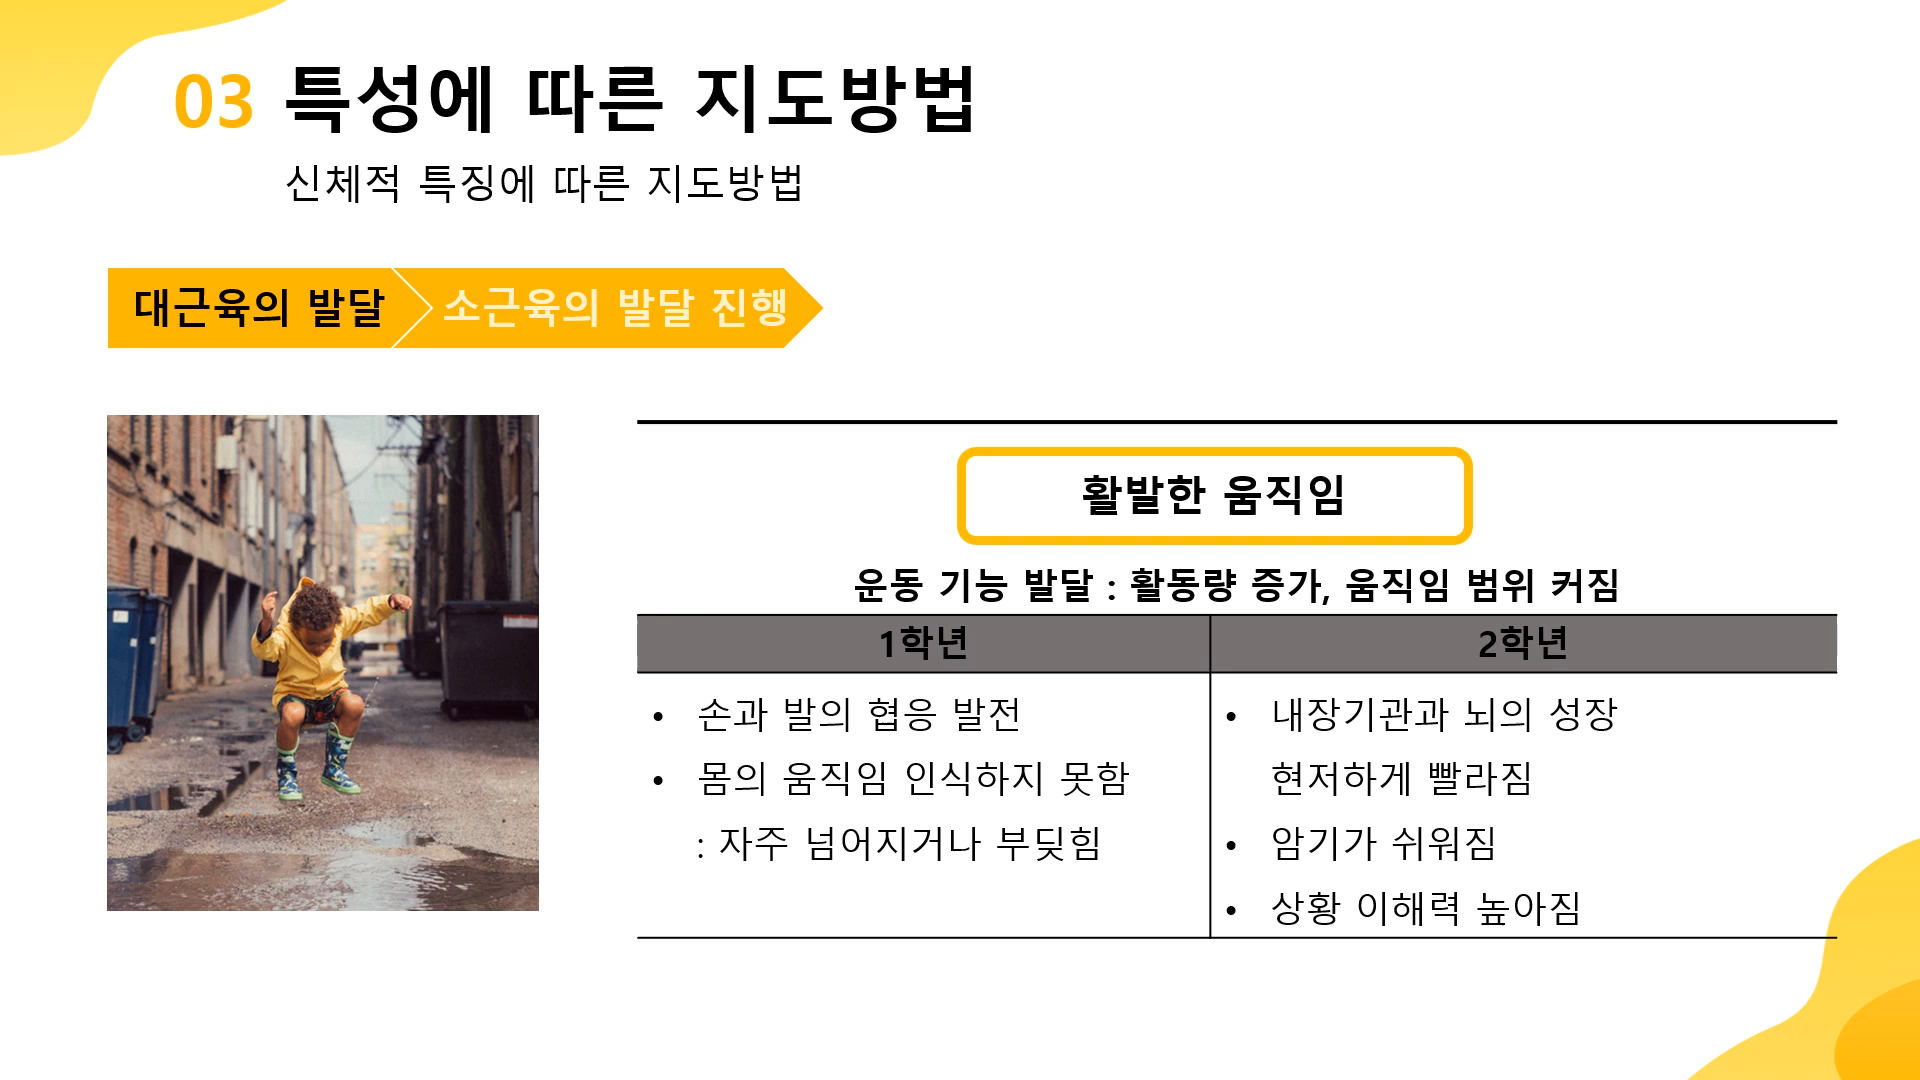 03 특성에 따른 지도방법
신체적 특징에 따른 지도방법
대근육의 발달 소근육의 발달 진행
활발한 움직임
운동 기능 발달 : 활동량 증가, 움직임 범위 커짐
1학년 2학년
• 손과 발의 협응 발전
• 몸의 움직임 인식하지 못함
: 자주 넘어지거나 부딪힘
• 내장기관과 뇌의 성장
현저하게 빨라짐
• 암기가 쉬워짐
• 상황 이해력 높아짐